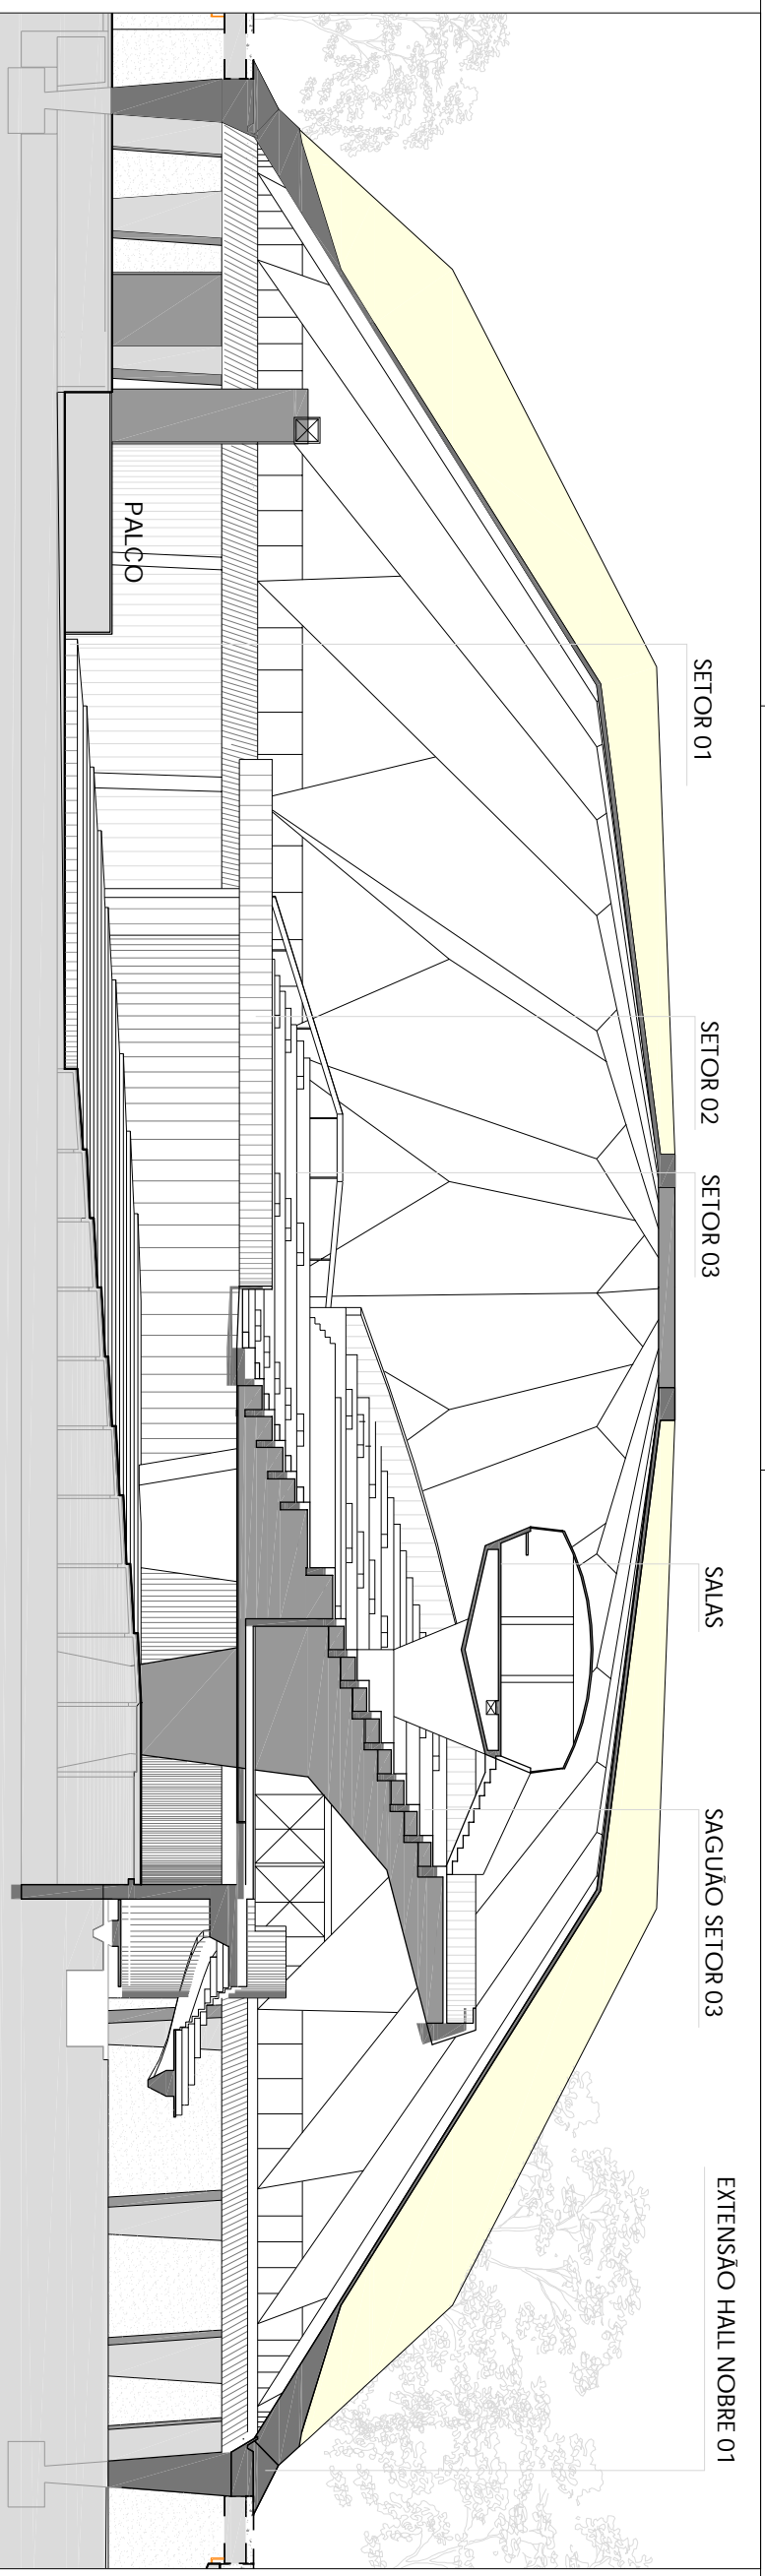 SETOR 01
SETOR 02
SETOR 03
SALAS
SAGUÃO SETOR 03
EXTENSÃO HALL NOBRE 01
PALCO